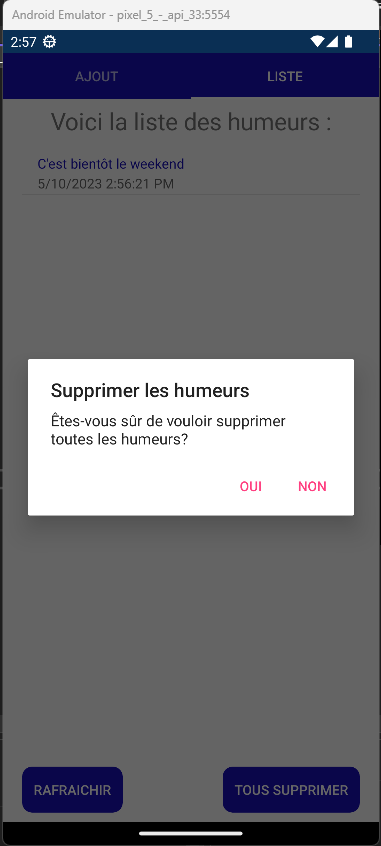 Android Emulator - pixel_5_-_api_33:5554
2:57
AJOUT LISTE
Voici la liste des humeurs :
C'est bientôt le weekend
5/10/2023 2:56:21 PM
Supprimer les humeurs
Êtes-vous sûr de vouloir supprimer
toutes les humeurs?
OUI NON
RAFRAICHIR TOUS SUPPRIMER